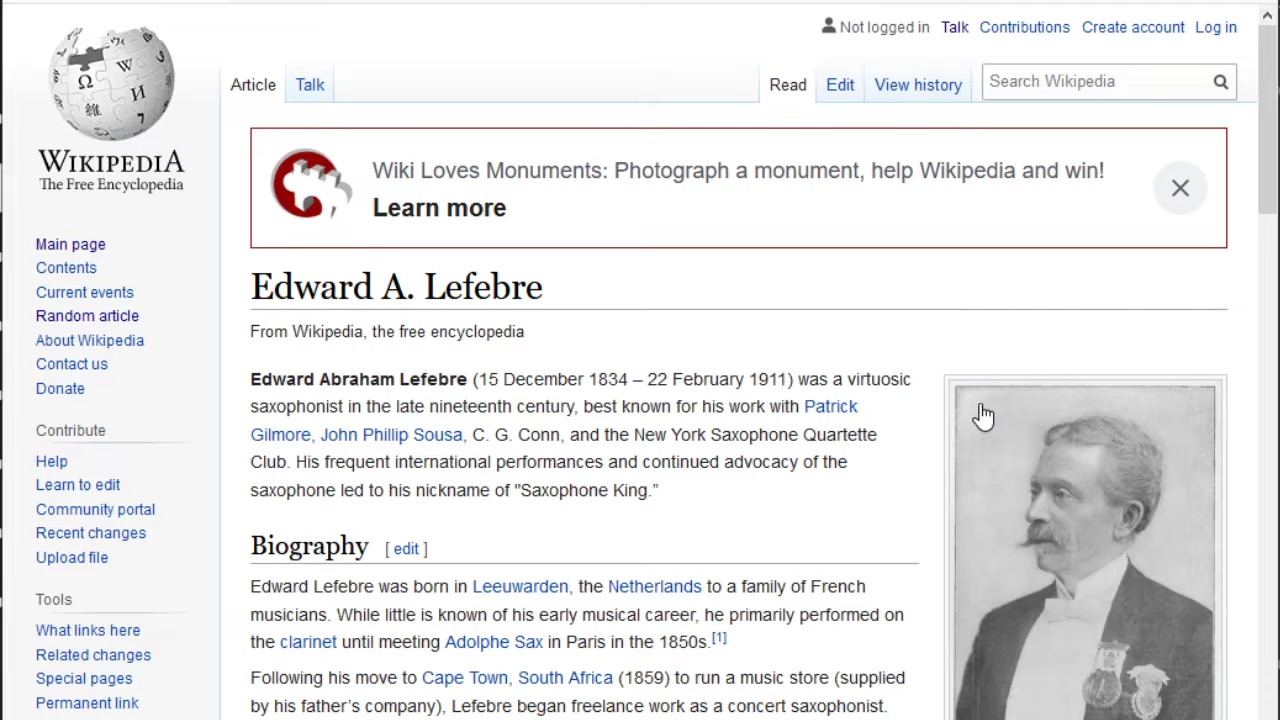 Not logged in Talk Contributions Create account Log in
Article Talk Read Edit View history Search Wikipedia
WIKIPEDIA
The Free Encyclopedia
Main page
Contents
Current events
Random article
About Wikipedia
Contact us
Donate
Contribute
Help
Learn to edit
Community portal
Recent changes
Upload file
Tools
What links here
Related changes
Special pages
Permanent link
Wiki Loves Monuments: Photograph a monument, help Wikipedia and win!
Learn more
Edward A. Lefebre
From Wikipedia, the free encyclopedia
Edward Abraham Lefebre (15 December 1834 – 22 February 1911) was a virtuosic
saxophonist in the late nineteenth century, best known for his work with Patrick
Gilmore, John Phillip Sousa, C. G. Conn, and the New York Saxophone Quartette
Club. His frequent international performances and continued advocacy of the
saxophone led to his nickname of "Saxophone King."
Biography [ edit ]
Edward Lefebre was born in Leeuwarden, the Netherlands to a family of French
musicians. While little is known of his early musical career, he primarily performed on
the clarinet until meeting Adolphe Sax in Paris in the 1850s.[1]
Following his move to Cape Town, South Africa (1859) to run a music store (supplied
by his father's company), Lefebre began freelance work as a concert saxophonist.